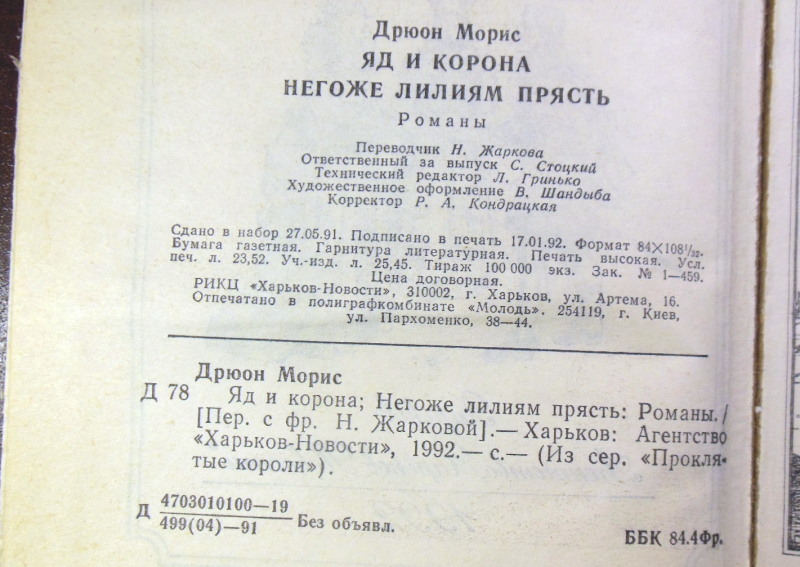 Дрюон Морис
ЯД И КОРОНА
НЕГОЖЕ ЛИЛИЯМ ПРЯСТЬ
Романы
Переводчик Н. Жаркова
Ответственный за выпуск С. Стоцкий
Технический редактор Л. Гринько
Художественное оформление В. Шандыба
Корректор Р. А. Кондрацкая
Сдано в набор 27.05.91. Подписано в печать 17.01.92. Формат 84×108¹/₃₂.
Бумага газетная. Гарнитура литературная. Печать высокая. Усл.
печ. л. 23,52. Уч.-изд. л. 25,45. Тираж 100 000 экз. Зак. № 1—459.
Цена договорная.
РИКЦ «Харьков-Новости», 310002, г. Харьков, ул. Артема, 16.
Отпечатано в полиграфкомбинате «Молодь». 254119, г. Киев,
ул. Пархоменко, 38—44.
Дрюон Морис
Д 78 Яд и корона; Негоже лилиям прясть: Романы./
[Пер. с фр. Н. Жарковой].— Харьков: Агентство
«Харьков-Новости», 1992.— с.— (Из сер. «Прокля-
тые короли»).
Д 4703010100—19
499(04)—91 Без объявл.
ББК 84.4Фр.